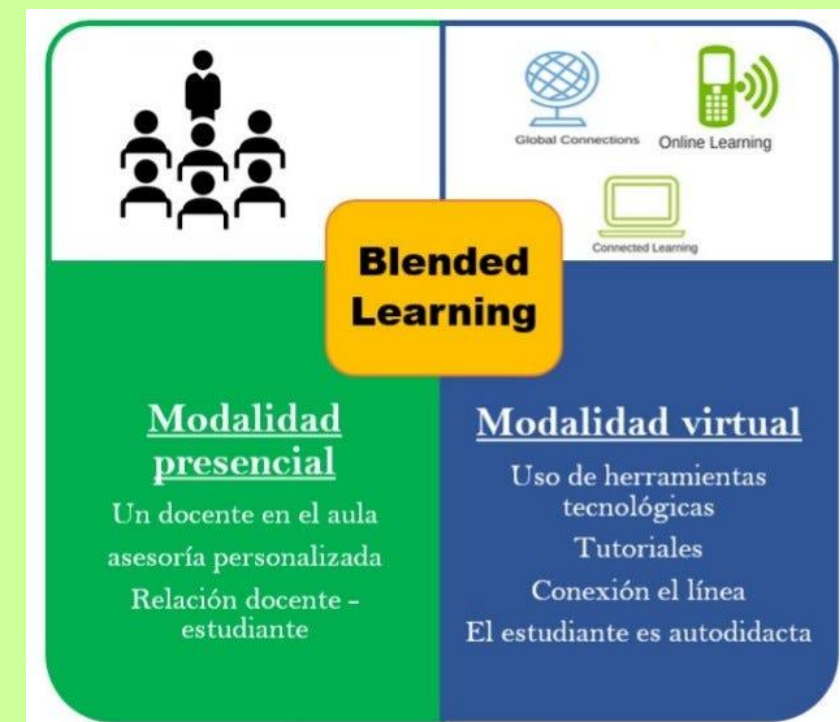 Global Connections
Online Learning
Connected Learning
Blended
Learning
Modalidad
presencial
Un docente en el aula
asesoría personalizada
Relación docente -
estudiante
Modalidad virtual
Uso de herramientas
tecnológicas
Tutoriales
Conexión el línea
El estudiante es autodidacta